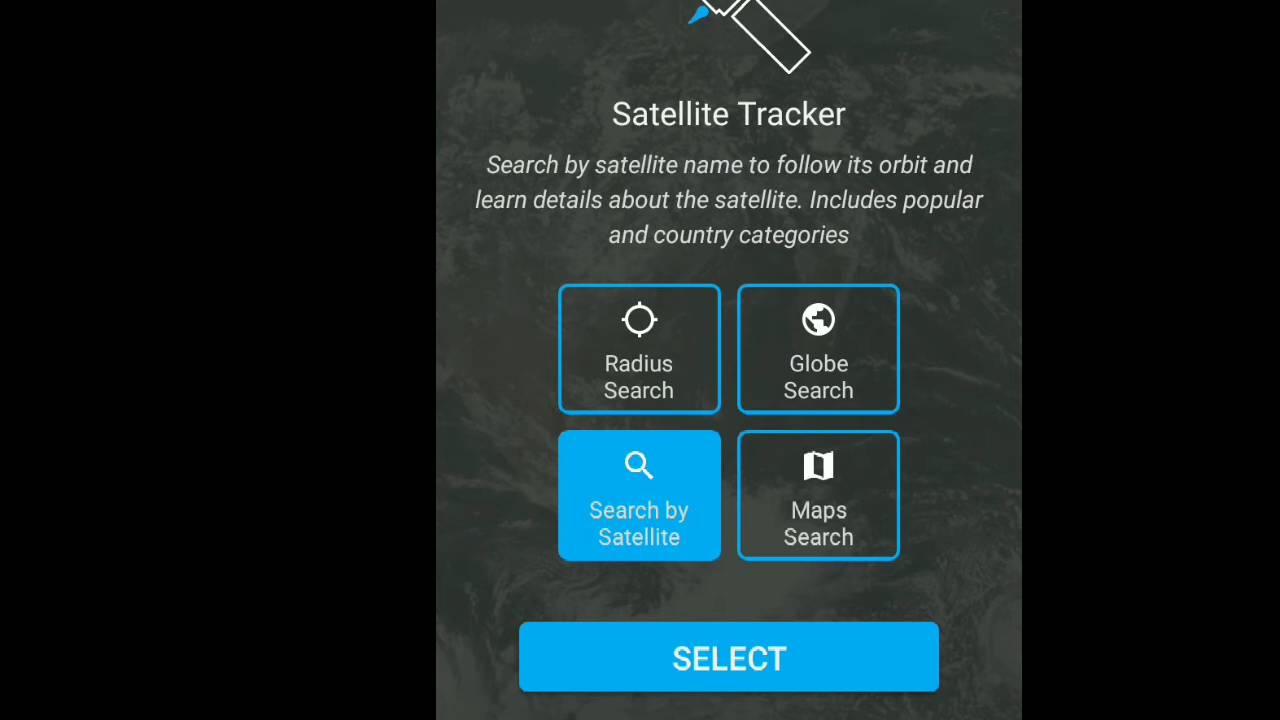 Satellite Tracker
Search by satellite name to follow its orbit and
learn details about the satellite. Includes popular
and country categories
Radius
Search
Globe
Search
Search by
Satellite
Maps
Search
SELECT